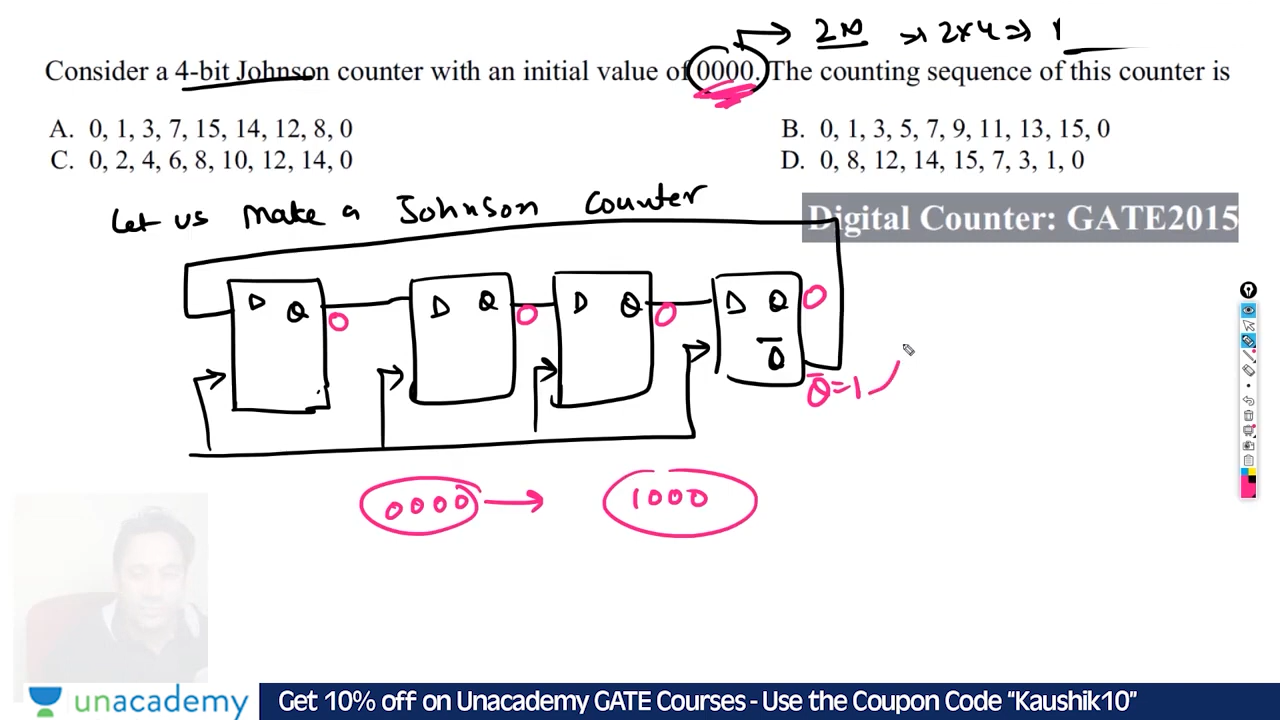 2N → 2×4 ⇒
Consider a 4-bit Johnson counter with an initial value of 0000. The counting sequence of this counter is
A. 0, 1, 3, 7, 15, 14, 12, 8, 0
B. 0, 1, 3, 5, 7, 9, 11, 13, 15, 0
C. 0, 2, 4, 6, 8, 10, 12, 14, 0
D. 0, 8, 12, 14, 15, 7, 3, 1, 0
Let us make a Johnson counter
Digital Counter: GATE2015
D Q 0 D Q 0 D Q 0 D Q 0
Q̅
Q̅=1
0000 → 1000
unacademy
Get 10% off on Unacademy GATE Courses - Use the Coupon Code "Kaushik10"